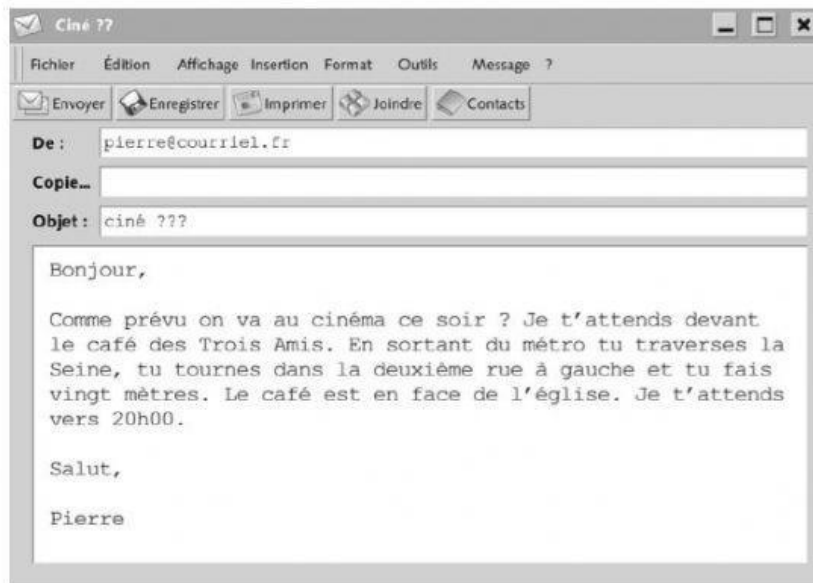 Ciné ??
Fichier Édition Affichage Insertion Format Outils Message ?
Envoyer Enregistrer Imprimer Joindre Contacts
De : pierre@courriel.fr
Copie...
Objet : ciné ???
Bonjour,
Comme prévu on va au cinéma ce soir ? Je t'attends devant
le café des Trois Amis. En sortant du métro tu traverses la
Seine, tu tournes dans la deuxième rue à gauche et tu fais
vingt mètres. Le café est en face de l'église. Je t'attends
vers 20h00.
Salut,
Pierre